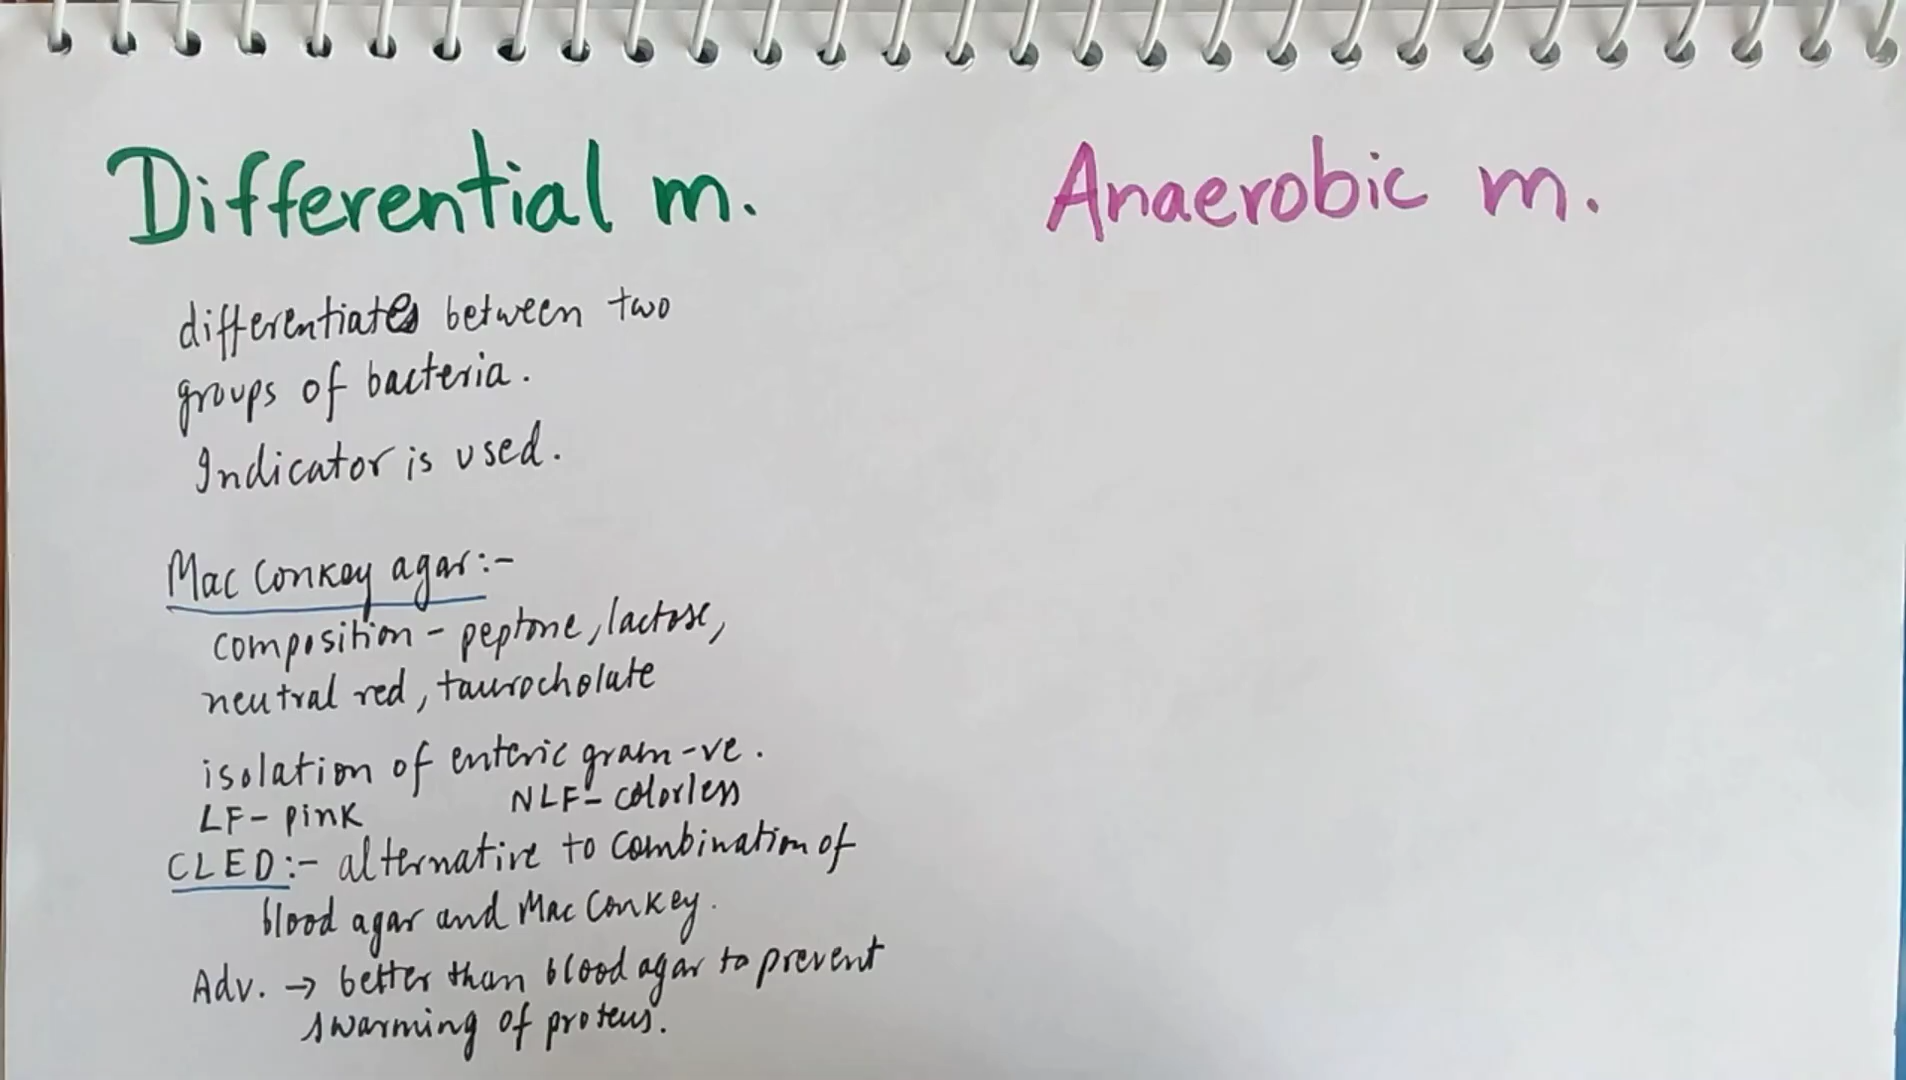 Differential m.
differentiates between two
groups of bacteria.
Indicator is used.
Mac Conkey agar:-
composition - peptone, lactose,
neutral red, taurocholate
isolation of enteric gram -ve.
LF - pink NLF - colorless
CLED:- alternative to combination of
blood agar and Mac Conkey.
Adv. → better than blood agar to prevent
swarming of proteus.
Anaerobic m.